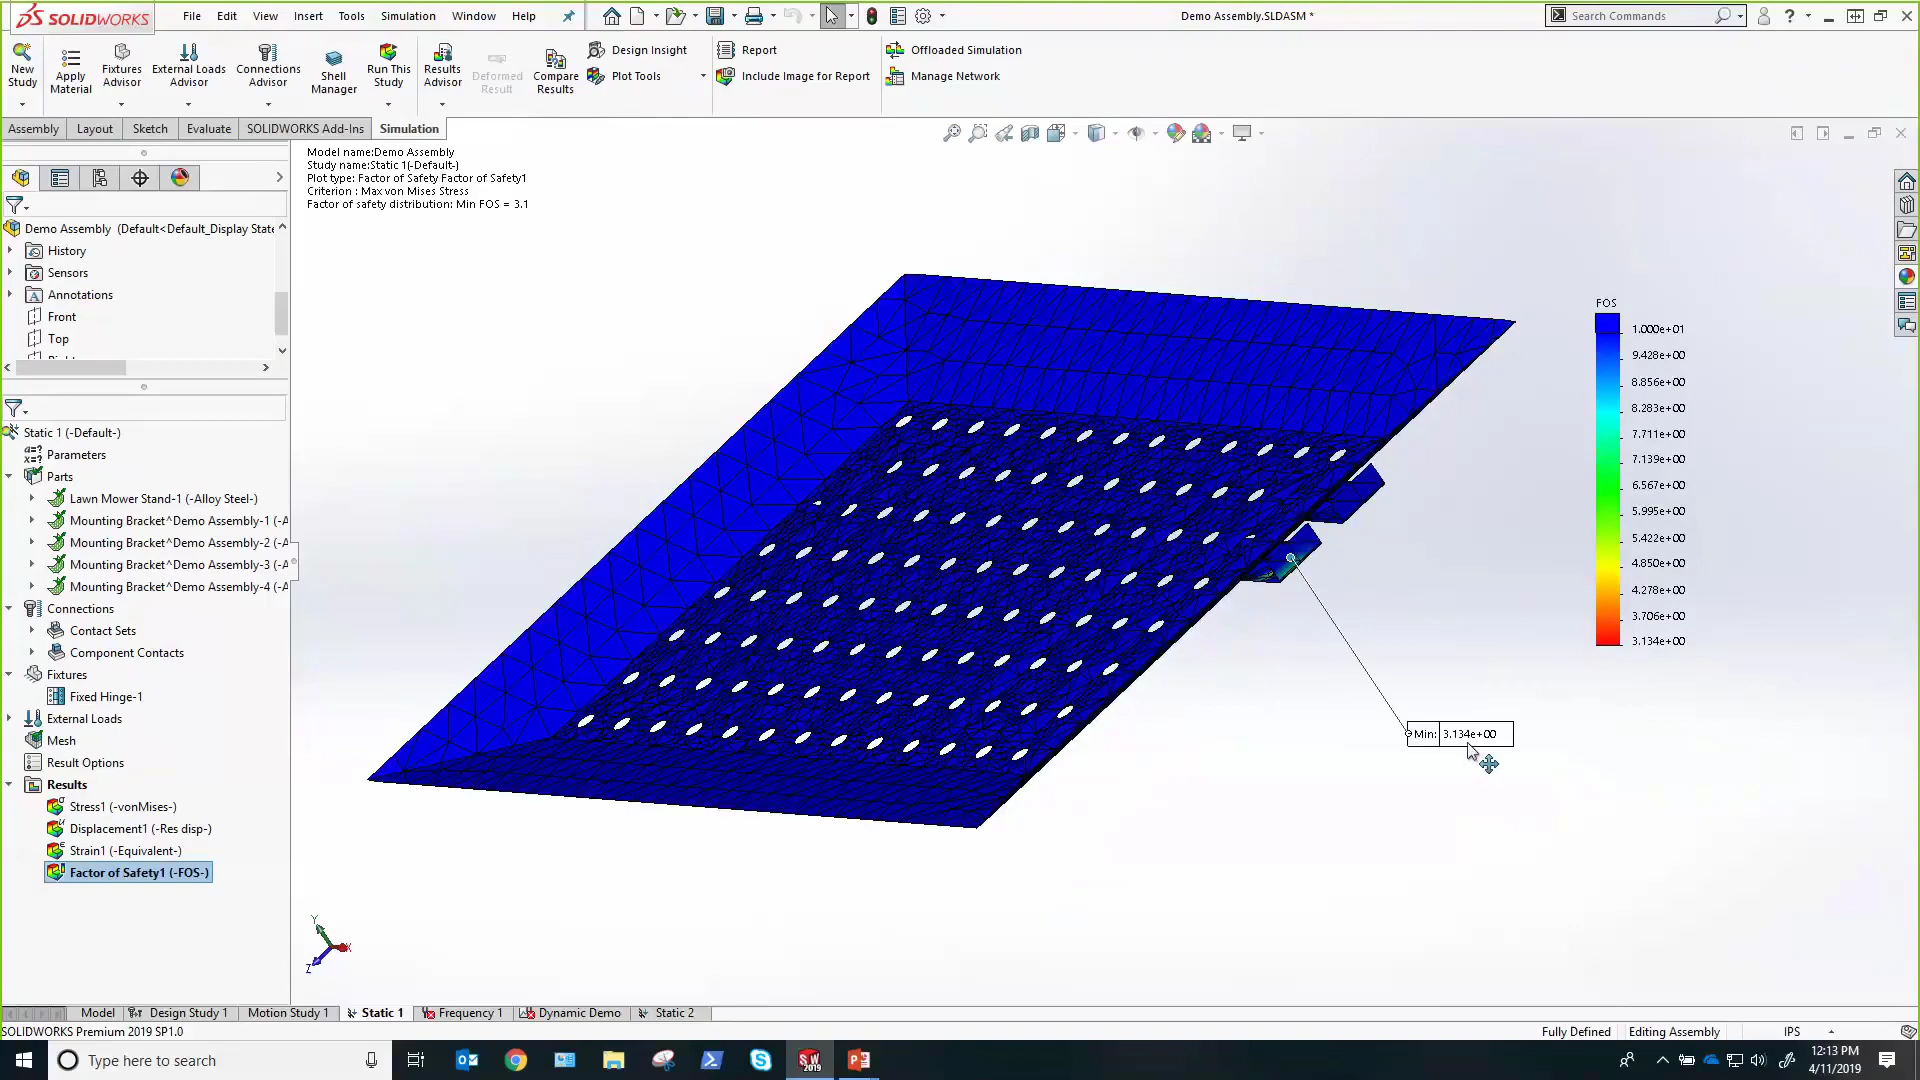 SOLIDWORKS File Edit View Insert Tools Simulation Window Help Demo Assembly.SLDASM * Search Commands
New Study
Apply Material
Fixtures Advisor
External Loads Advisor
Connections Advisor
Shell Manager
Run This Study
Results Advisor
Deformed Result
Compare Results
Design Insight
Plot Tools
Report
Include Image for Report
Offloaded Simulation
Manage Network
Assembly Layout Sketch Evaluate SOLIDWORKS Add-Ins Simulation
Model name:Demo Assembly
Study name:Static 1(-Default-)
Plot type: Factor of Safety Factor of Safety1
Criterion : Max von Mises Stress
Factor of safety distribution: Min FOS = 3.1
Demo Assembly (Default<Default_Display State
History
Sensors
Annotations
Front
Top
Static 1 (-Default-)
Parameters
Parts
Lawn Mower Stand-1 (-Alloy Steel-)
Mounting Bracket^Demo Assembly-1 (-A
Mounting Bracket^Demo Assembly-2 (-A
Mounting Bracket^Demo Assembly-3 (-A
Mounting Bracket^Demo Assembly-4 (-A
Connections
Contact Sets
Component Contacts
Fixtures
Fixed Hinge-1
External Loads
Mesh
Result Options
Results
Stress1 (-vonMises-)
Displacement1 (-Res disp-)
Strain1 (-Equivalent-)
Factor of Safety1 (-FOS-)
FOS
1.000e+01
9.428e+00
8.856e+00
8.283e+00
7.711e+00
7.139e+00
6.567e+00
5.995e+00
5.422e+00
4.850e+00
4.278e+00
3.706e+00
3.134e+00
Min: 3.134e+00
Y
X
Z
Model Design Study 1 Motion Study 1 Static 1 Frequency 1 Dynamic Demo Static 2
SOLIDWORKS Premium 2019 SP1.0 Fully Defined Editing Assembly IPS
Type here to search
SW 2019
12:13 PM
4/11/2019